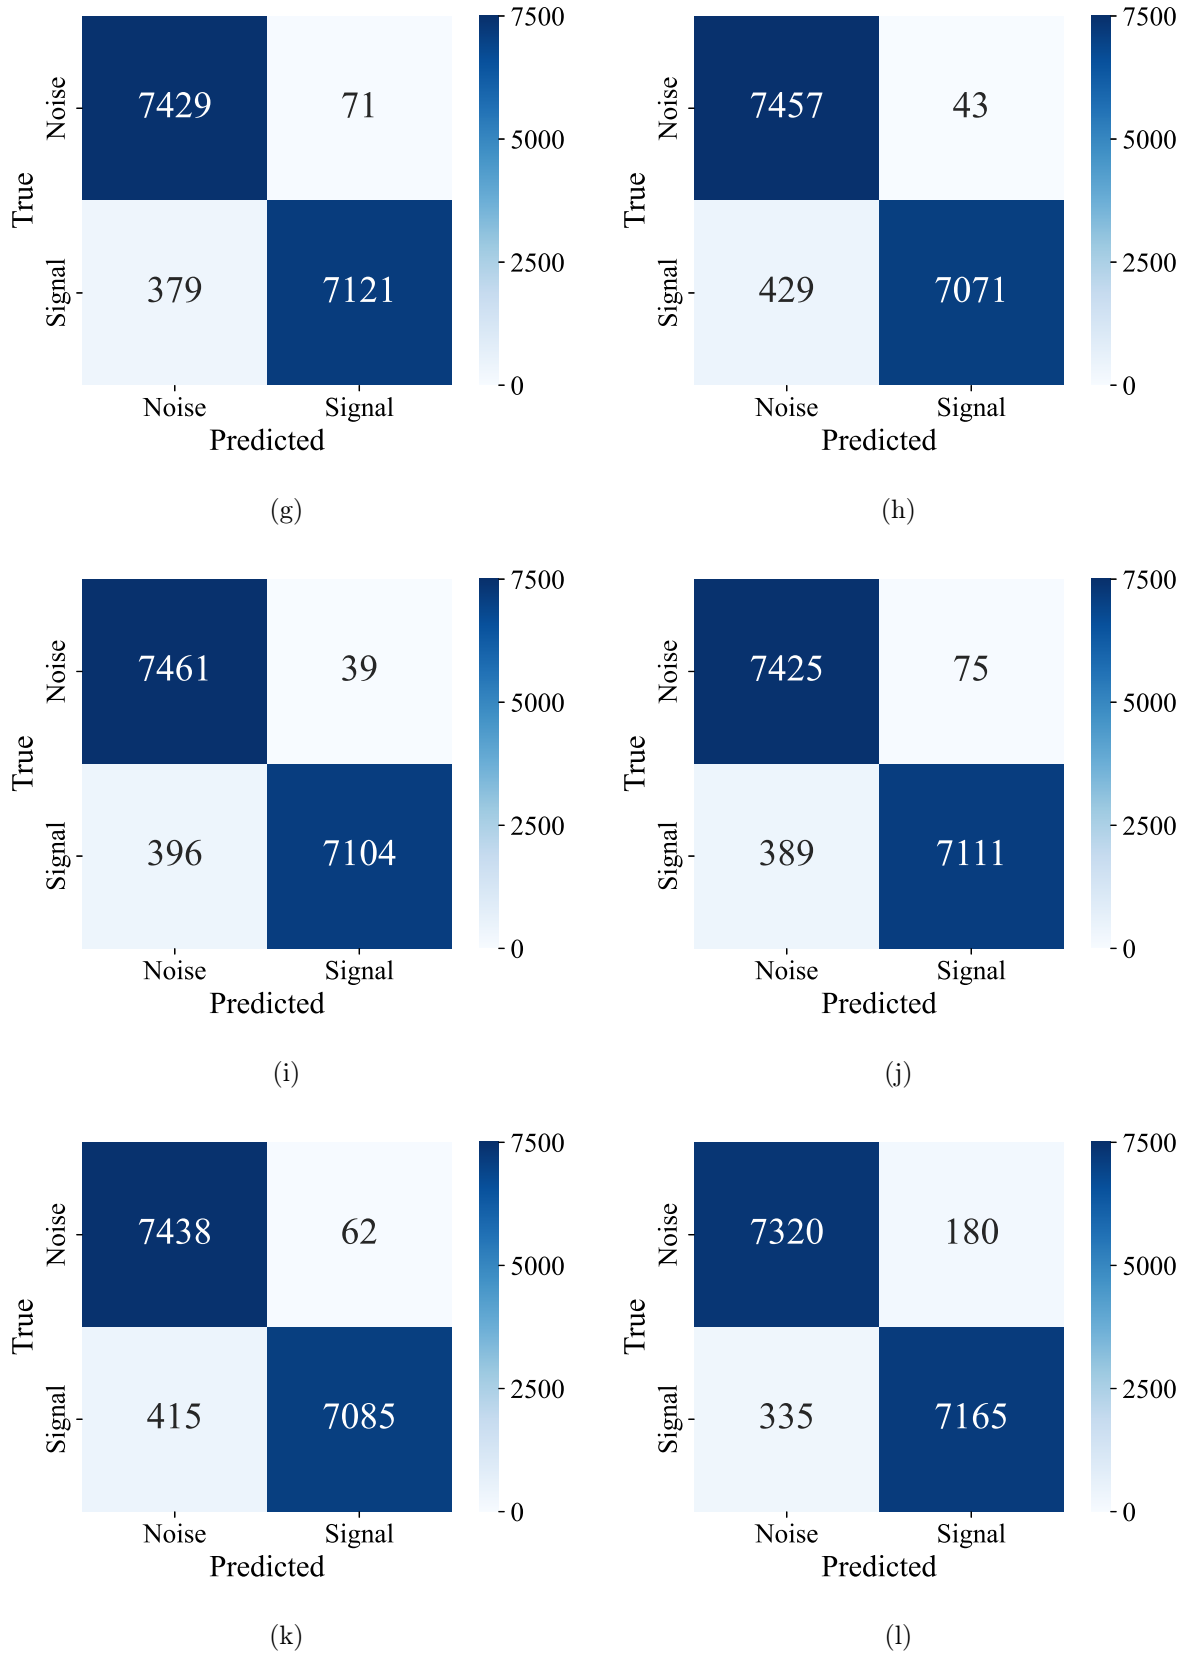 7500
5000
2500
0
True
Noise
Signal
7429
71
379
7121
Noise
Signal
Predicted
(g)
7500
5000
2500
0
True
Noise
Signal
7457
43
429
7071
Noise
Signal
Predicted
(h)
7500
5000
2500
0
True
Noise
Signal
7461
39
396
7104
Noise
Signal
Predicted
(i)
7500
5000
2500
0
True
Noise
Signal
7425
75
389
7111
Noise
Signal
Predicted
(j)
7500
5000
2500
0
True
Noise
Signal
7438
62
415
7085
Noise
Signal
Predicted
(k)
7500
5000
2500
0
True
Noise
Signal
7320
180
335
7165
Noise
Signal
Predicted
(l)